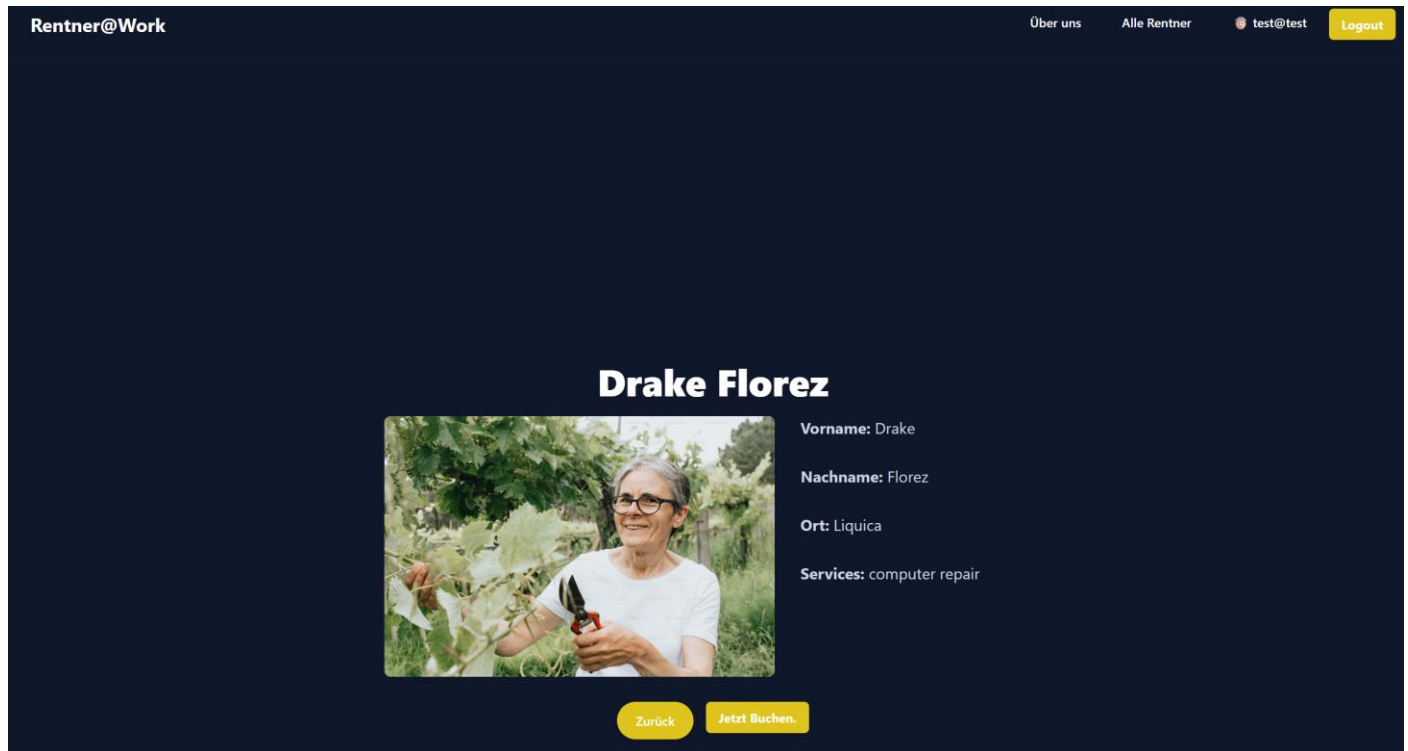 Rentner@Work
Über uns
Alle Rentner
test@test
Logout
Drake Florez
Vorname: Drake
Nachname: Florez
Ort: Liquica
Services: computer repair
Zurück
Jetzt Buchen.